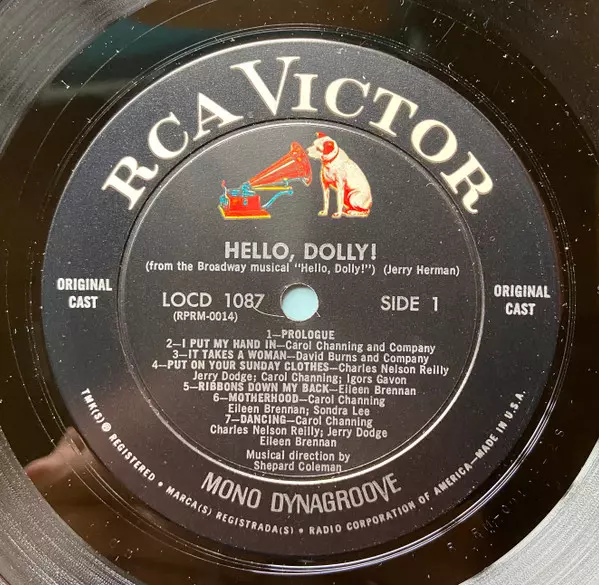 RCA VICTOR
HELLO, DOLLY!
(from the Broadway musical "Hello, Dolly!") (Jerry Herman)
ORIGINAL
CAST
ORIGINAL
CAST
LOCD 1087
SIDE 1
(RPRM-0014)
1—PROLOGUE
2—I PUT MY HAND IN—Carol Channing and Company
3—IT TAKES A WOMAN—David Burns and Company
4—PUT ON YOUR SUNDAY CLOTHES—Charles Nelson Reilly
Jerry Dodge; Carol Channing; Igors Gavon
5—RIBBONS DOWN MY BACK—Eileen Brennan
6—MOTHERHOOD—Carol Channing
Eileen Brennan; Sondra Lee
7—DANCING—Carol Channing
Charles Nelson Reilly; Jerry Dodge
Eileen Brennan
Musical direction by
Shepard Coleman
MONO DYNAGROOVE
TMK(S) ® REGISTERED • MARCA(S) REGISTRADA(S) • RADIO CORPORATION OF AMERICA—MADE IN U.S.A.